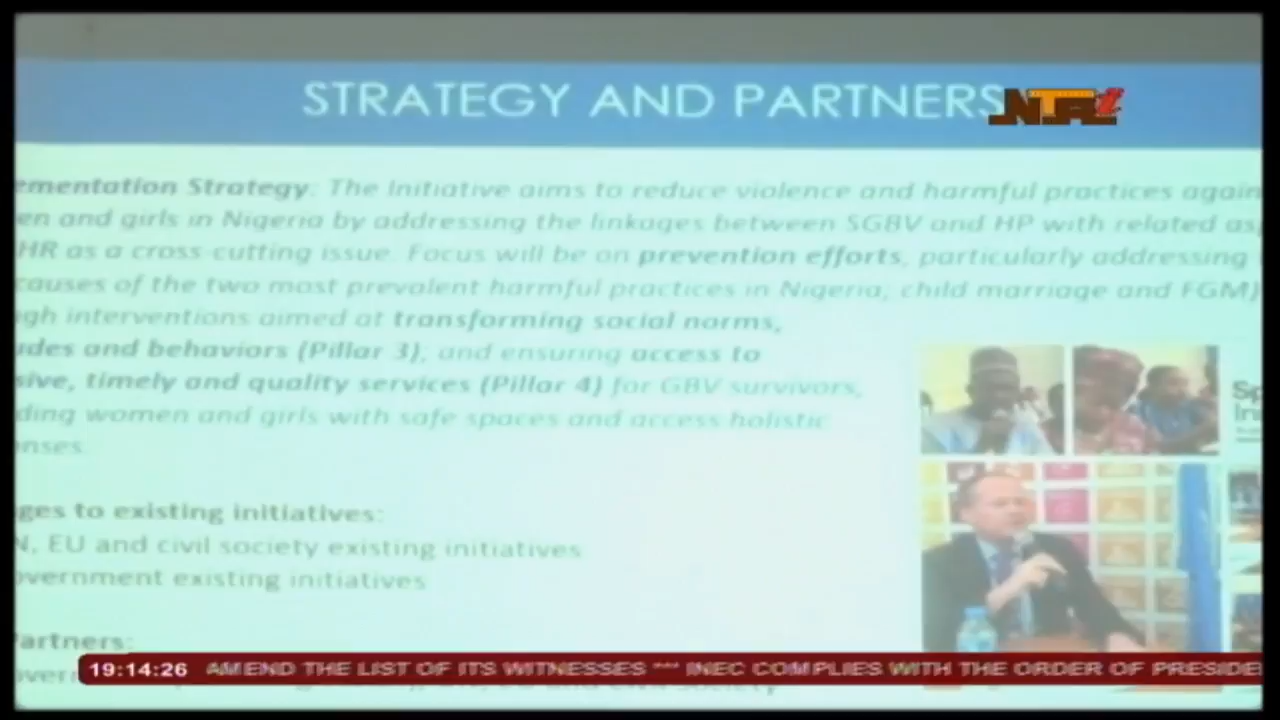 STRATEGY AND PARTNERS
NTAi
ementation Strategy: The Initiative aims to reduce violence and harmful practices again
en and girls in Nigeria by addressing the linkages between SGBV and HP with related as
HR as a cross-cutting issue. Focus will be on prevention efforts, particularly addressing
causes of the two most prevalent harmful practices in Nigeria, child marriage and FGM)
gh interventions aimed at transforming social norms,
udes and behaviors (Pillar 3), and ensuring access to
sive, timely and quality services (Pillar 4) for GBV survivors,
ding women and girls with safe spaces and access holistic
onses.
Sp
In
ges to existing initiatives:
N, EU and civil society existing initiatives
overnment existing initiatives
Partners:
19:14:26 AMEND THE LIST OF ITS WITNESSES *** INEC COMPLIES WITH THE ORDER OF PRESIDE